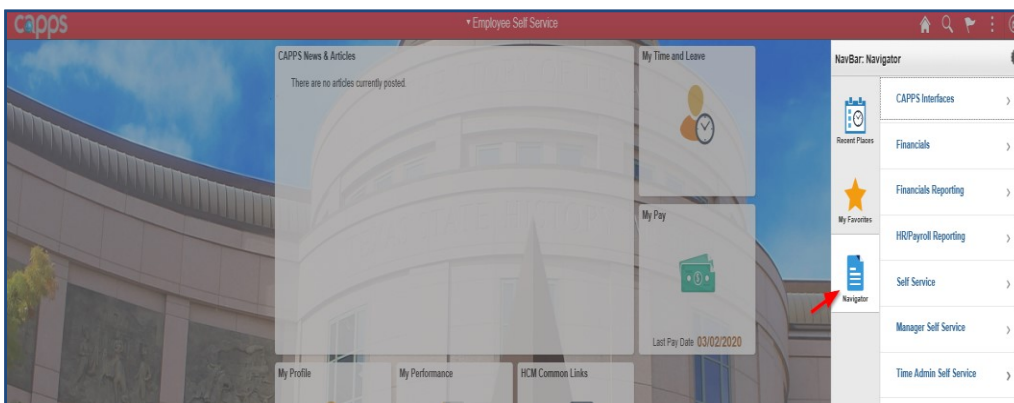 capps
Employee Self Service
CAPPS News & Articles
There are no articles currently posted.
My Time and Leave
My Pay
Last Pay Date 03/02/2020
My Profile
My Performance
HCM Common Links
NavBar: Navigator
Recent Places
My Favorites
Navigator
CAPPS Interfaces
Financials
Financials Reporting
HR/Payroll Reporting
Self Service
Manager Self Service
Time Admin Self Service